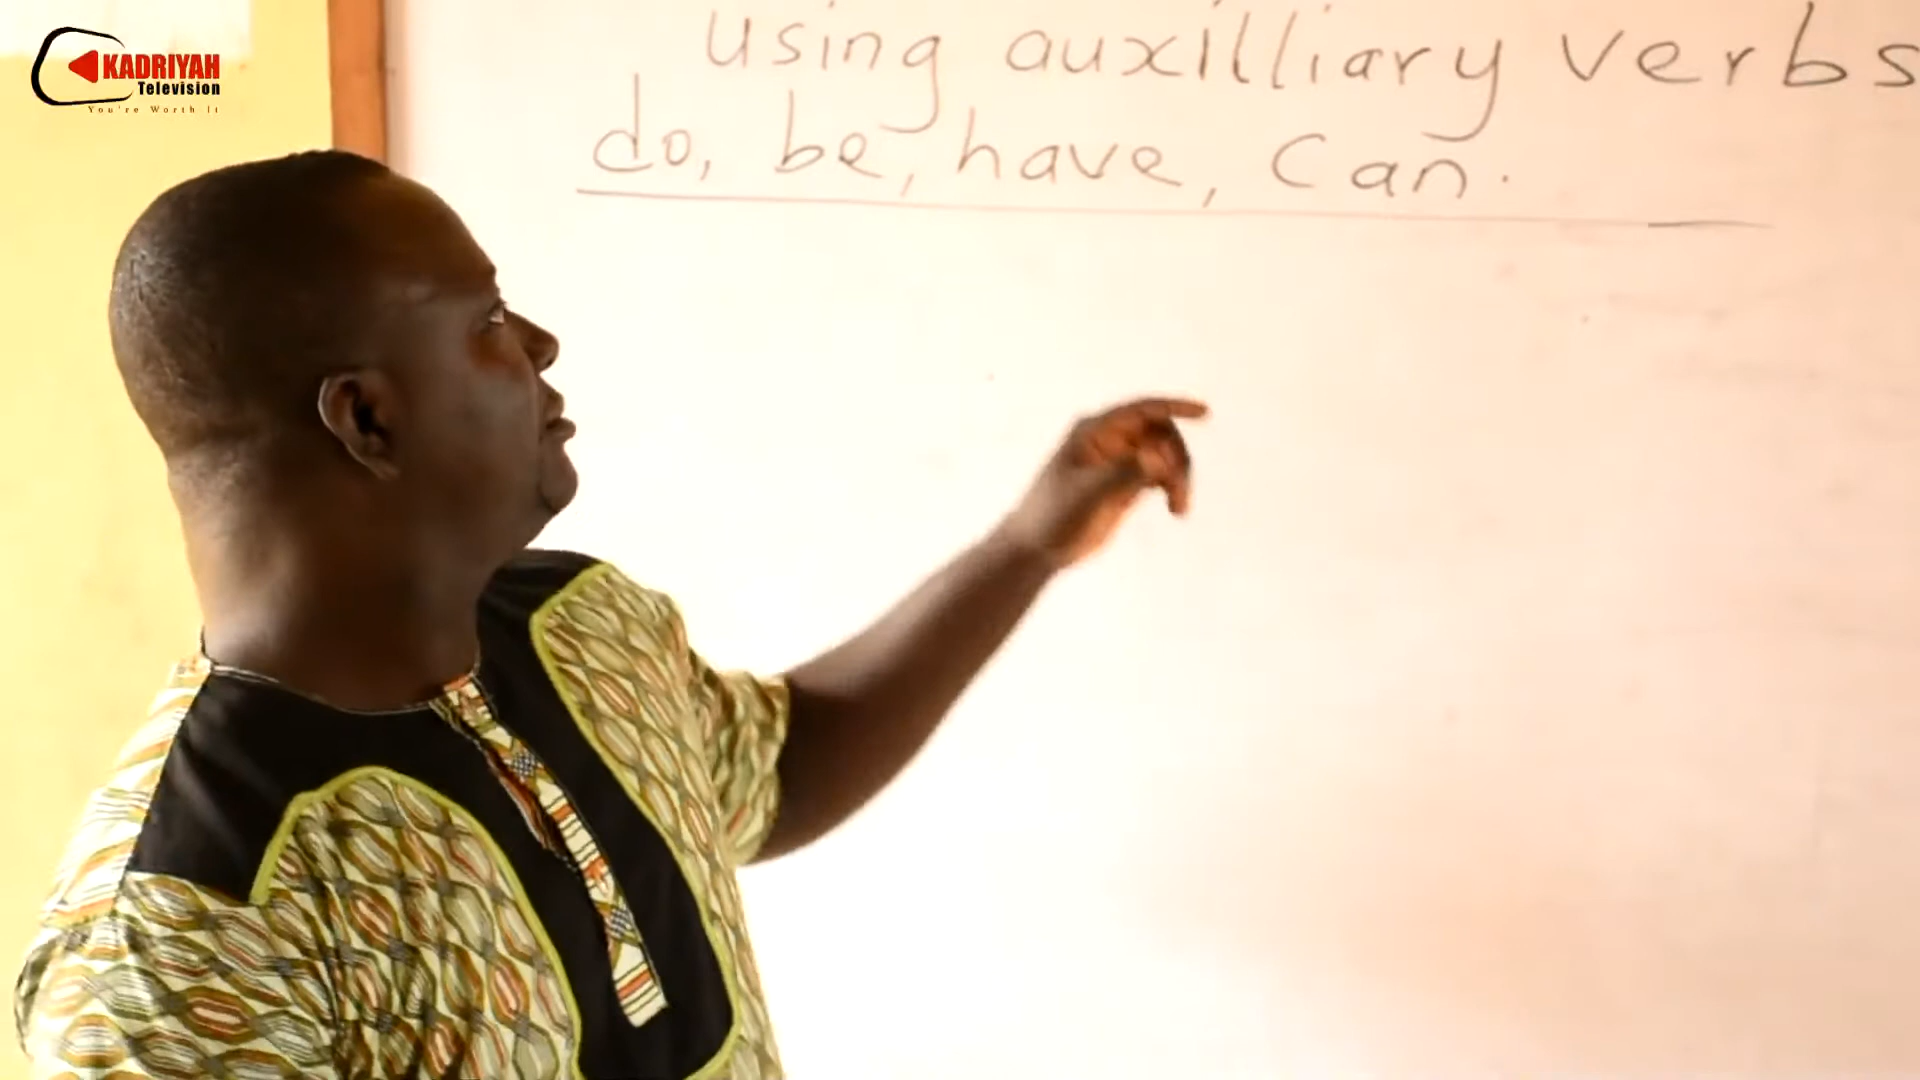 KADRIYAH
Television
You're Worth It
using auxilliary verbs
do, be, have, can.